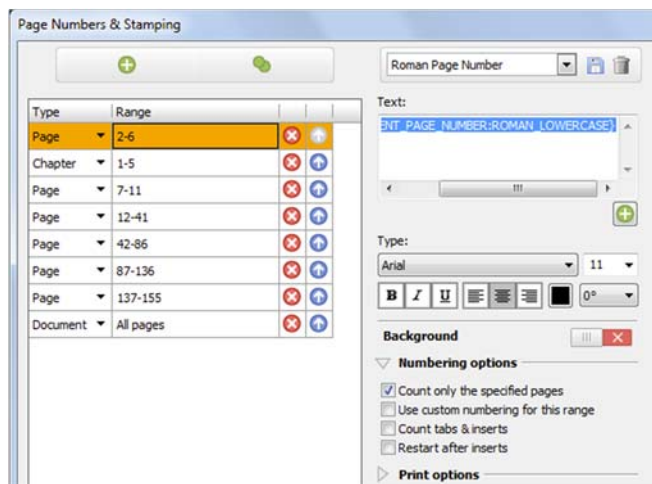 Page Numbers & Stamping
Roman Page Number
Text:
ENT_PAGE_NUMBER:ROMAN_LOWERCASE}
Type Range
Page 2-6
Chapter 1-5
Page 7-11
Page 12-41
Page 42-86
Page 87-136
Page 137-155
Document All pages
Type:
Arial 11
B I U 0°
Background
Numbering options
Count only the specified pages
Use custom numbering for this range
Count tabs & inserts
Restart after inserts
Print options